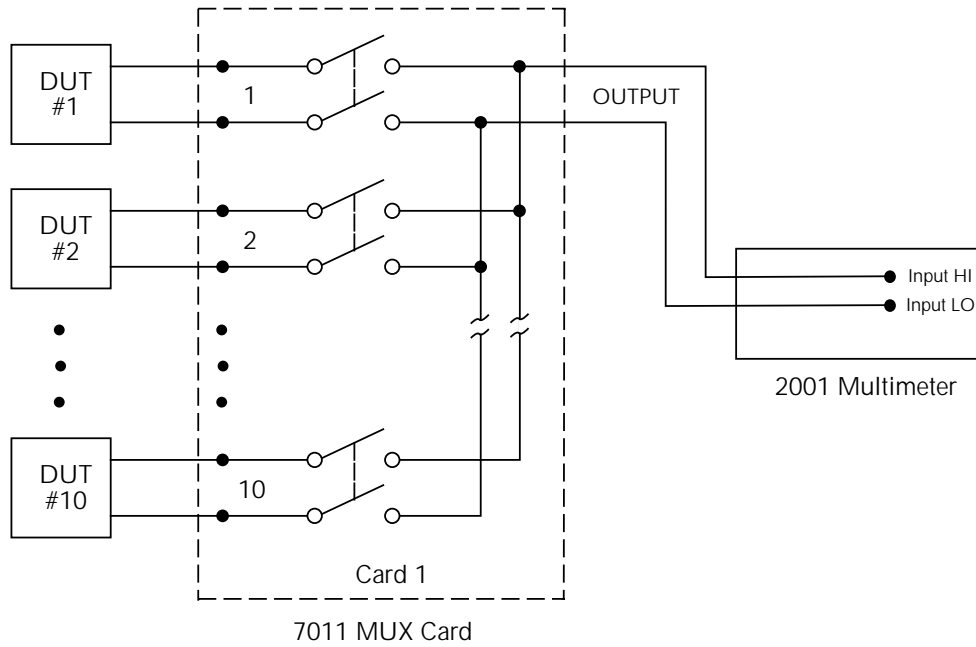 DUT
#1
1
OUTPUT
DUT
#2
2
Input HI
Input LO
2001 Multimeter
DUT
#10
10
Card 1
7011 MUX Card